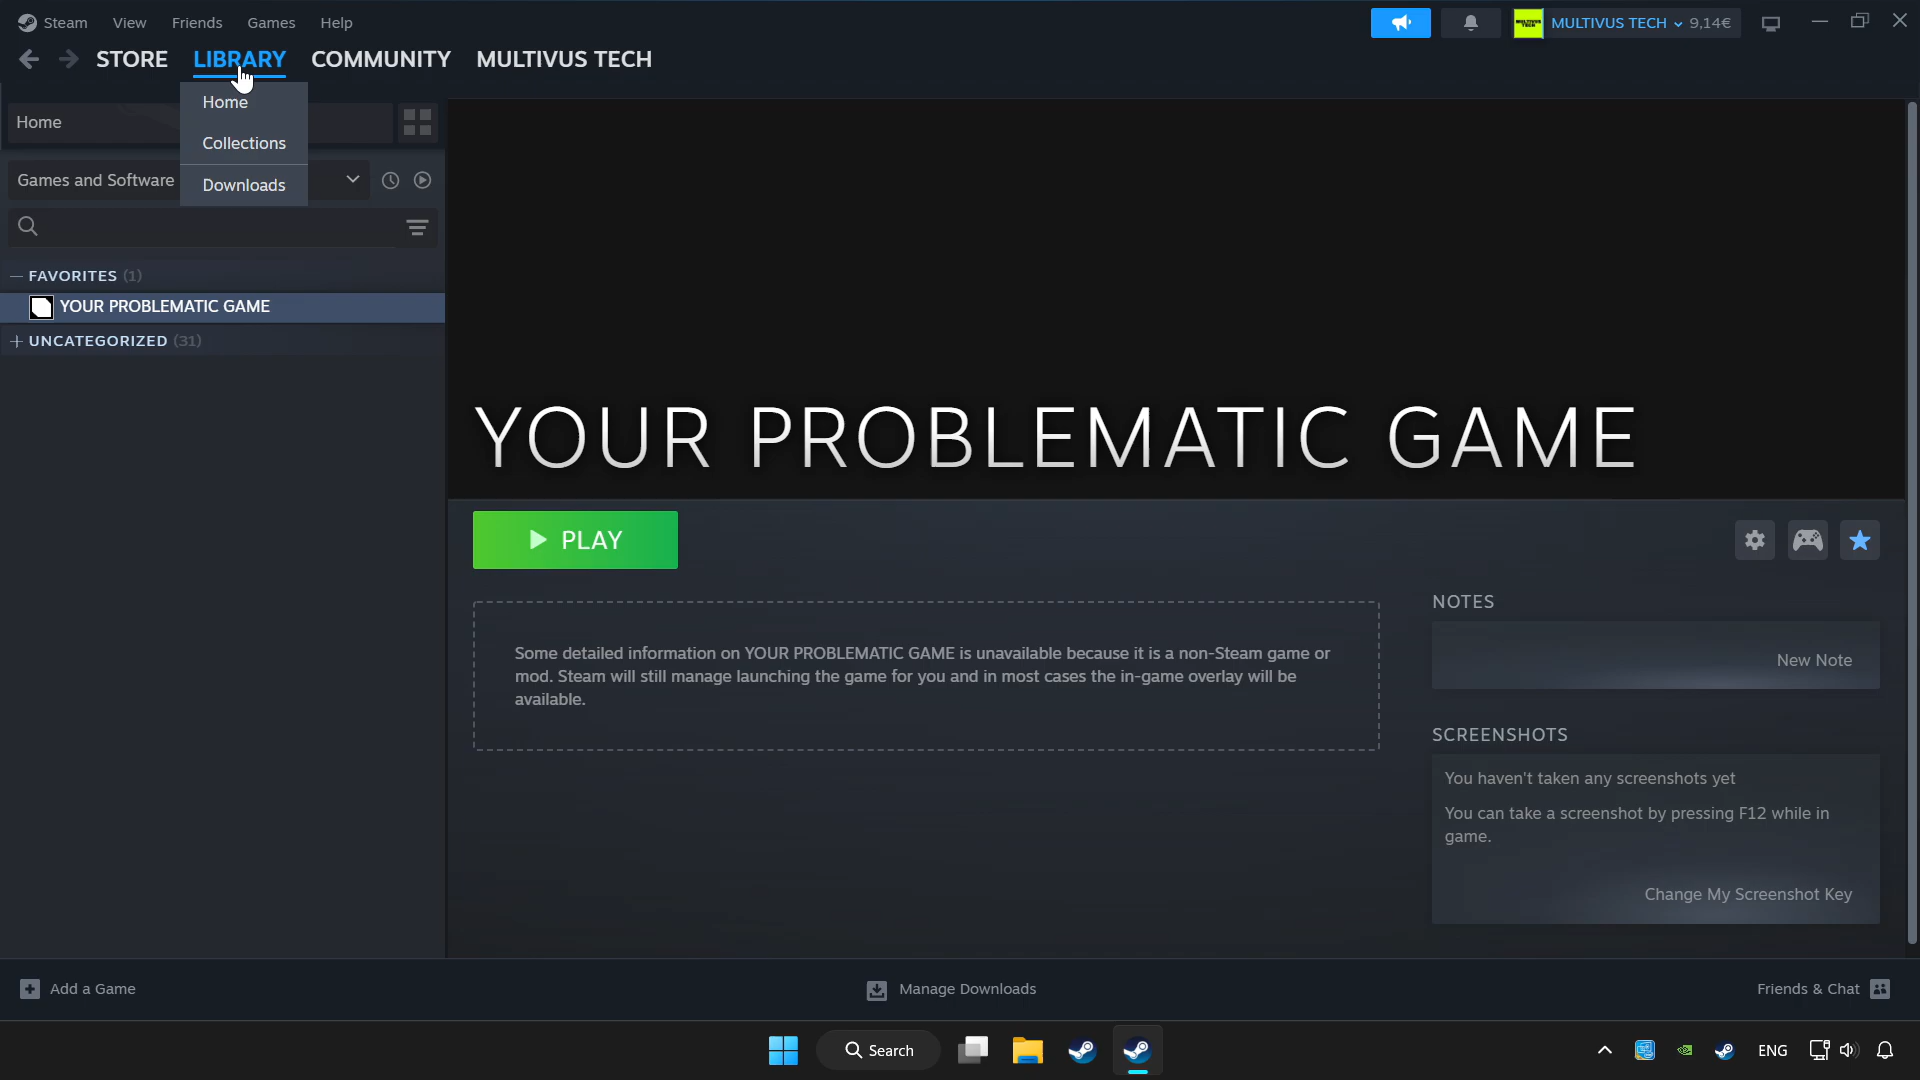 Steam View Friends Games Help
MULTIVUS TECH 9,14€
STORE LIBRARY COMMUNITY MULTIVUS TECH
Home
Collections
Downloads
Home
Games and Software
FAVORITES (1)
YOUR PROBLEMATIC GAME
UNCATEGORIZED (31)
YOUR PROBLEMATIC GAME
PLAY
Some detailed information on YOUR PROBLEMATIC GAME is unavailable because it is a non-Steam game or
mod. Steam will still manage launching the game for you and in most cases the in-game overlay will be
available.
NOTES
New Note
SCREENSHOTS
You haven't taken any screenshots yet
You can take a screenshot by pressing F12 while in
game.
Change My Screenshot Key
Add a Game
Manage Downloads
Friends & Chat
Search
ENG